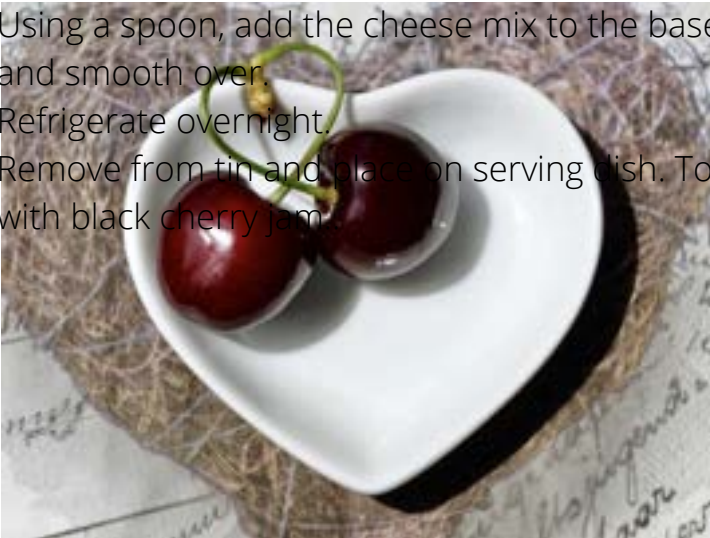 Using a spoon, add the cheese mix to the base
and smooth over.
Refrigerate overnight.
Remove from tin and place on serving dish. To
with black cherry jam.